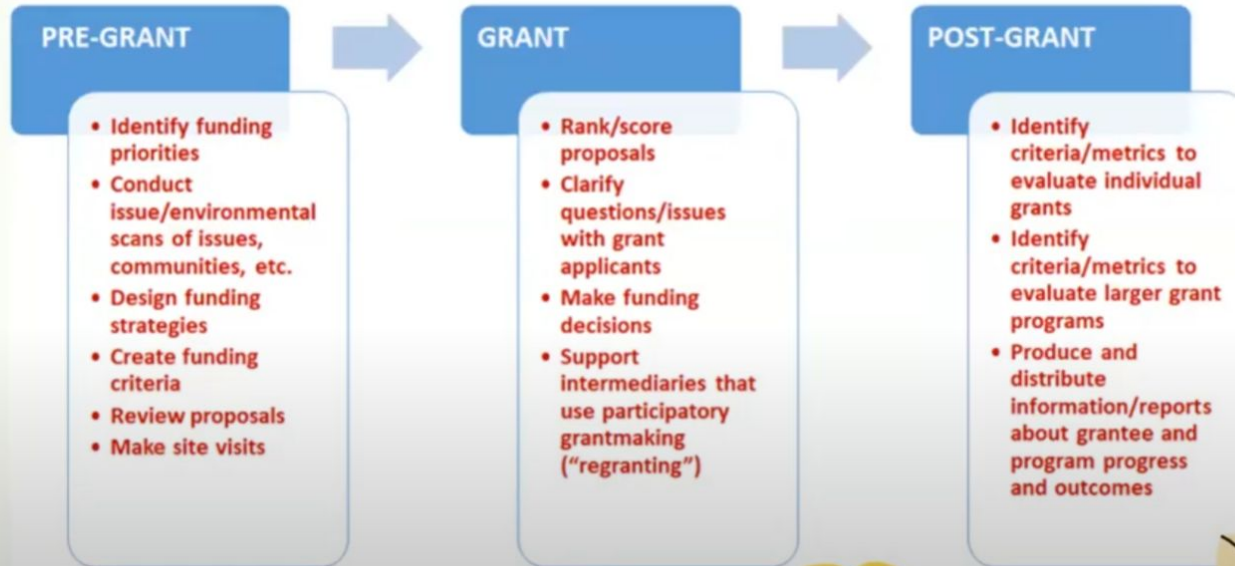 PRE-GRANT
• Identify funding
priorities
• Conduct
issue/environmental
scans of issues,
communities, etc.
• Design funding
strategies
• Create funding
criteria
• Review proposals
• Make site visits
GRANT
• Rank/score
proposals
• Clarify
questions/issues
with grant
applicants
• Make funding
decisions
• Support
intermediaries that
use participatory
grantmaking
(“regranting”)
POST-GRANT
• Identify
criteria/metrics to
evaluate individual
grants
• Identify
criteria/metrics to
evaluate larger grant
programs
• Produce and
distribute
information/reports
about grantee and
program progress
and outcomes